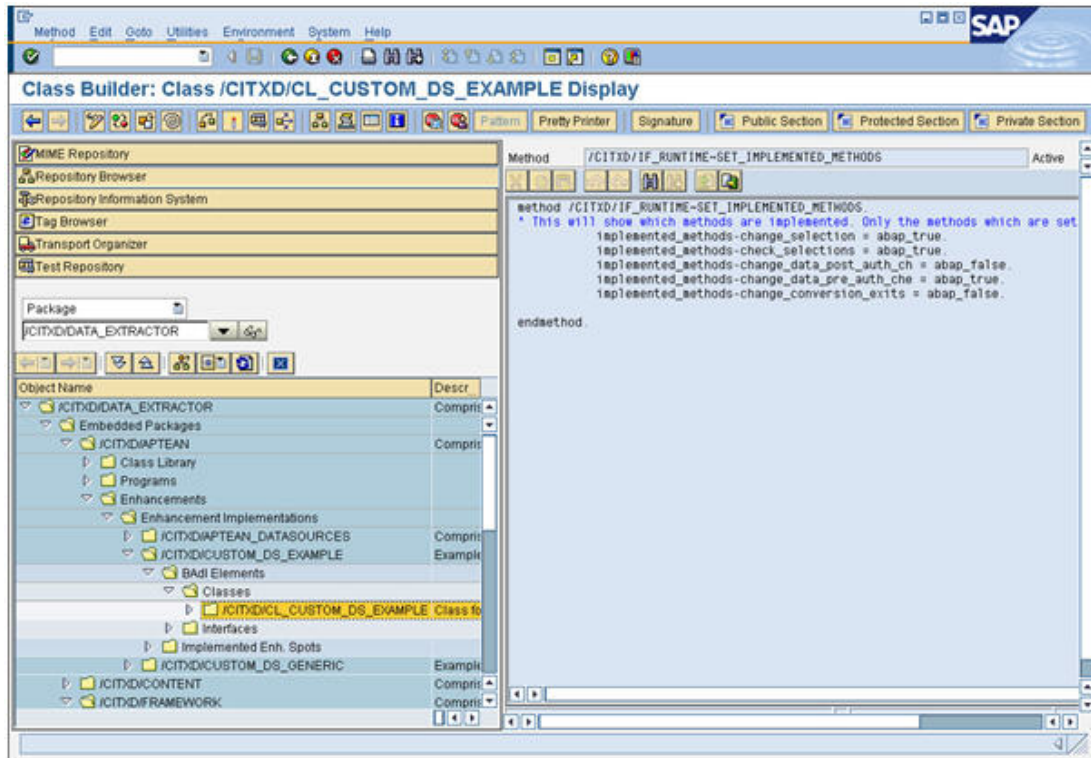 Method Edit Goto Utilities Environment System Help
SAP
Class Builder: Class /CITXD/CL_CUSTOM_DS_EXAMPLE Display
Pattern Pretty Printer Signature Public Section Protected Section Private Section
MIME Repository
Repository Browser
Repository Information System
Tag Browser
Transport Organizer
Test Repository
Package
/CITXD/DATA_EXTRACTOR
Object Name Descr
/CITXD/DATA_EXTRACTOR Compris
Embedded Packages
/CITXD/APTEAN Compris
Class Library
Programs
Enhancements
Enhancement Implementations
/CITXD/APTEAN_DATASOURCES Compris
/CITXD/CUSTOM_DS_EXAMPLE Example
BAdI Elements
Classes
/CITXD/CL_CUSTOM_DS_EXAMPLE Class fo
Interfaces
Implemented Enh. Spots
/CITXD/CUSTOM_DS_GENERIC Example
/CITXD/CONTENT Compris
/CITXD/FRAMEWORK Compris
Method /CITXD/IF_RUNTIME~SET_IMPLEMENTED_METHODS Active
method /CITXD/IF_RUNTIME~SET_IMPLEMENTED_METHODS.
* This will show which methods are implemented. Only the methods which are set
implemented_methods-change_selection = abap_true.
implemented_methods-check_selections = abap_true.
implemented_methods-change_data_post_auth_ch = abap_false.
implemented_methods-change_data_pre_auth_che = abap_true.
implemented_methods-change_conversion_exits = abap_false.
endmethod.